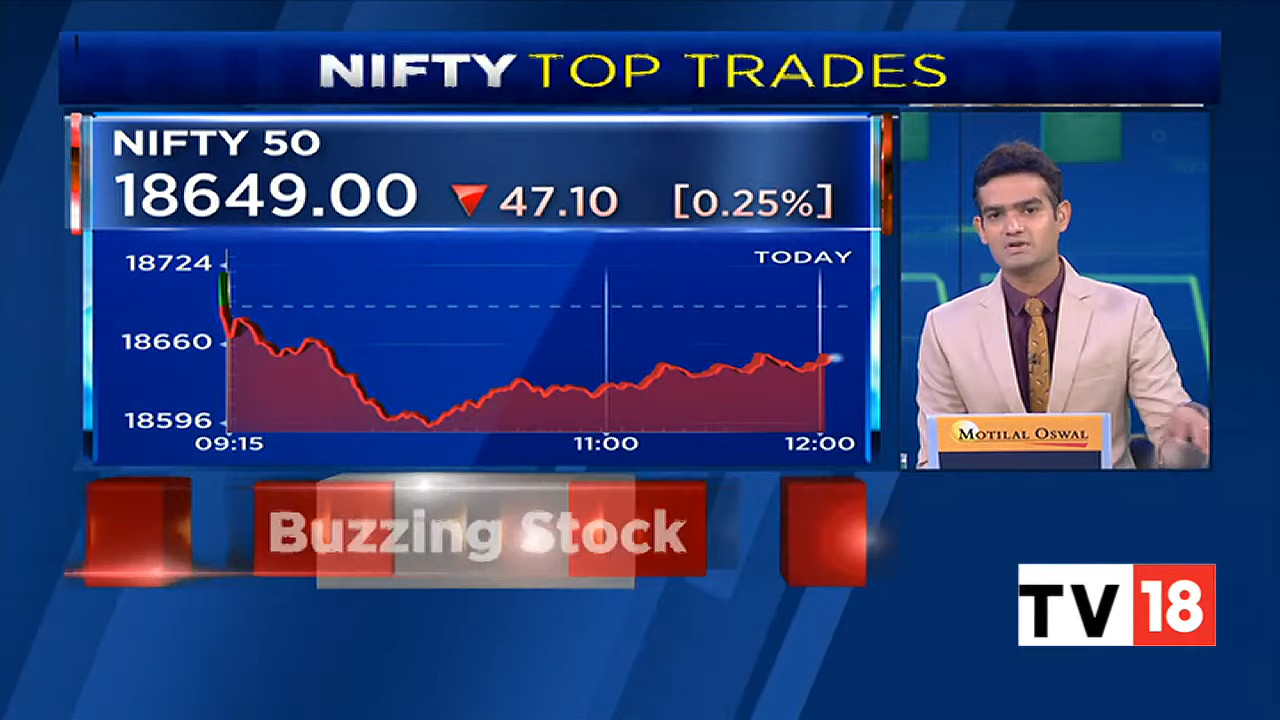 NIFTY TOP TRADES
NIFTY 50
18649.00 ▼ 47.10 [0.25%]
TODAY
18724
18660
18596
09:15 11:00 12:00
MOTILAL OSWAL
Buzzing Stock
TV18